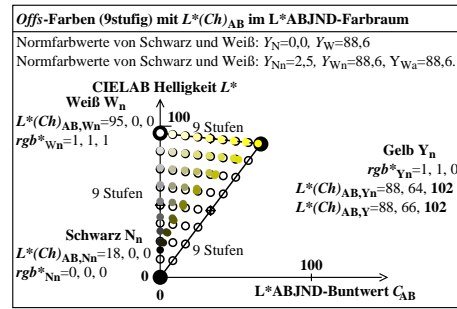 Offs-Farben (9stufig) mit L*(Ch)AB im L*ABJND-Farbraum
Normfarbwerte von Schwarz und Weiß: YN=0,0, YW=88,6
Normfarbwerte von Schwarz und Weiß: YNn=2,5, YWn=88,6, YWa=88,6.
CIELAB Helligkeit L*
Weiß Wn
100
L*(Ch)AB,Wn=95, 0, 0
9 Stufen
rgb*Wn=1, 1, 1
Gelb Yn
rgb*Yn=1, 1, 0
L*(Ch)AB,Yn=88, 64, 102
9 Stufen
L*(Ch)AB,Y=88, 66, 102
Schwarz Nn
9 Stufen
L*(Ch)AB,Nn=18, 0, 0
rgb*Nn=0, 0, 0
0
100
0
L*ABJND-Buntwert CAB